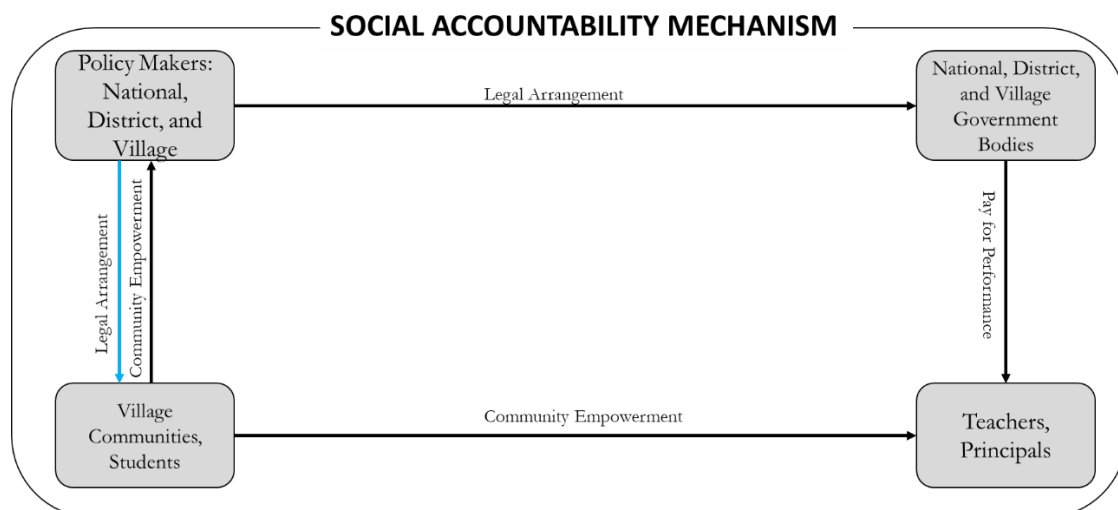 SOCIAL ACCOUNTABILITY MECHANISM
Policy Makers:
National,
District, and
Village
Legal Arrangement
National, District,
and Village
Government
Bodies
Legal Arrangement
Community Empowerment
Pay for Performance
Village
Communities,
Students
Community Empowerment
Teachers,
Principals